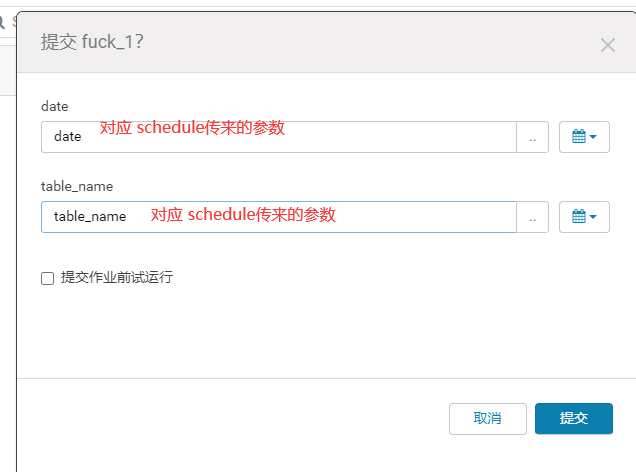 提交 fuck_1？
date
date 对应 schedule传来的参数
..
table_name
table_name 对应 schedule传来的参数
..
提交作业前试运行
取消 提交